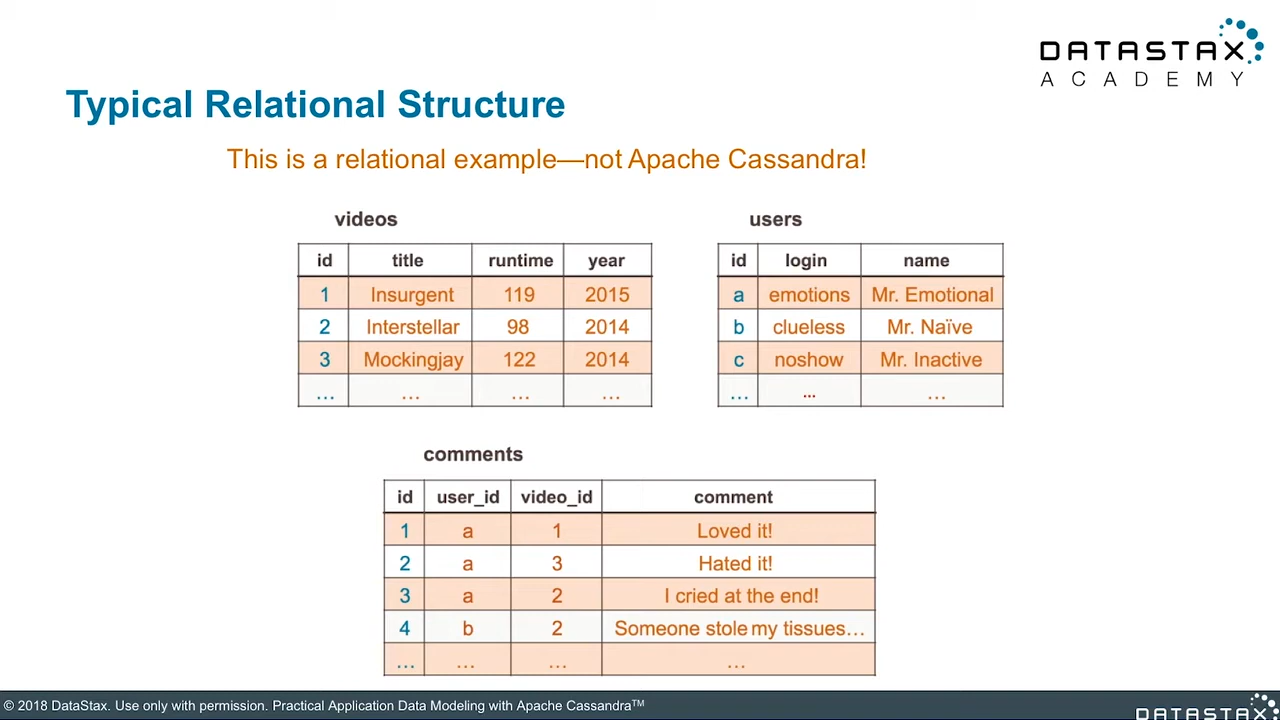 DATASTAX
ACADEMY
Typical Relational Structure
This is a relational example—not Apache Cassandra!
videos
id title runtime year
1 Insurgent 119 2015
2 Interstellar 98 2014
3 Mockingjay 122 2014
… … … …
users
id login name
a emotions Mr. Emotional
b clueless Mr. Naïve
c noshow Mr. Inactive
… ... …
comments
id user_id video_id comment
1 a 1 Loved it!
2 a 3 Hated it!
3 a 2 I cried at the end!
4 b 2 Someone stole my tissues…
… … … …
© 2018 DataStax. Use only with permission. Practical Application Data Modeling with Apache Cassandra™
DATASTAX